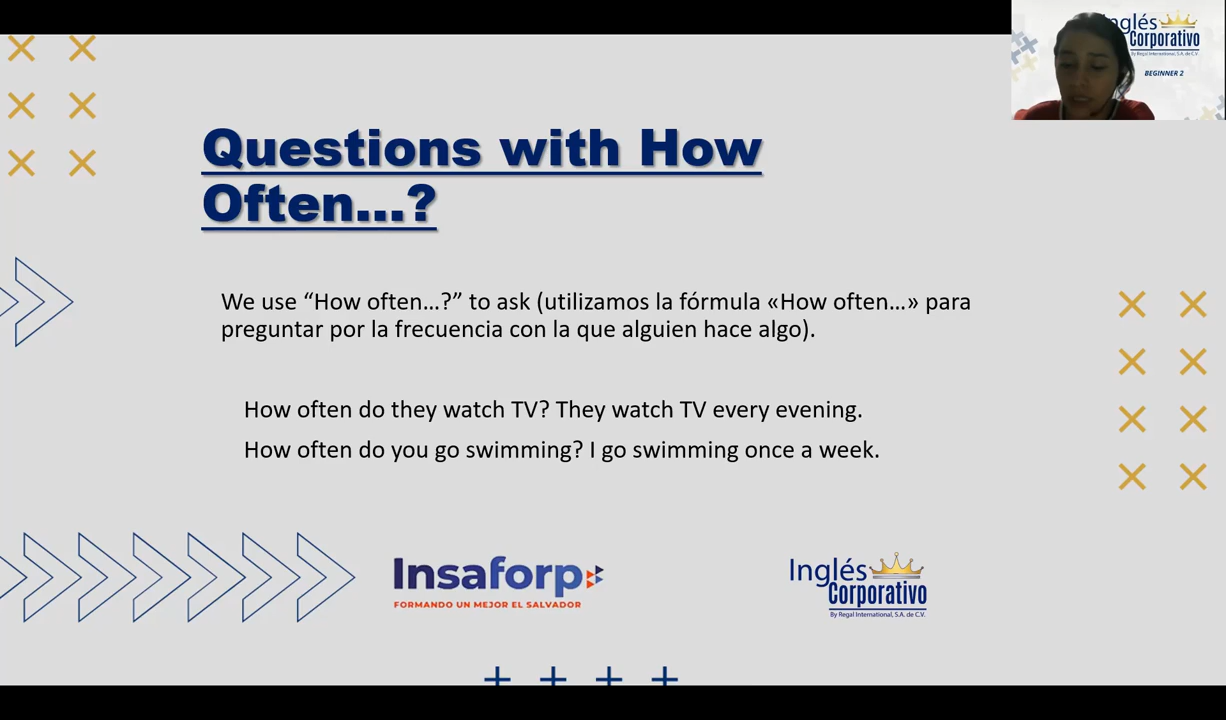 Inglés
Corporativo
By Regal International, S.A. de C.V.
BEGINNER 2
Questions with How
Often...?
We use “How often...?” to ask (utilizamos la fórmula «How often...» para
preguntar por la frecuencia con la que alguien hace algo).
How often do they watch TV? They watch TV every evening.
How often do you go swimming? I go swimming once a week.
Insaforp
FORMANDO UN MEJOR EL SALVADOR
Inglés
Corporativo
By Regal International, S.A. de C.V.